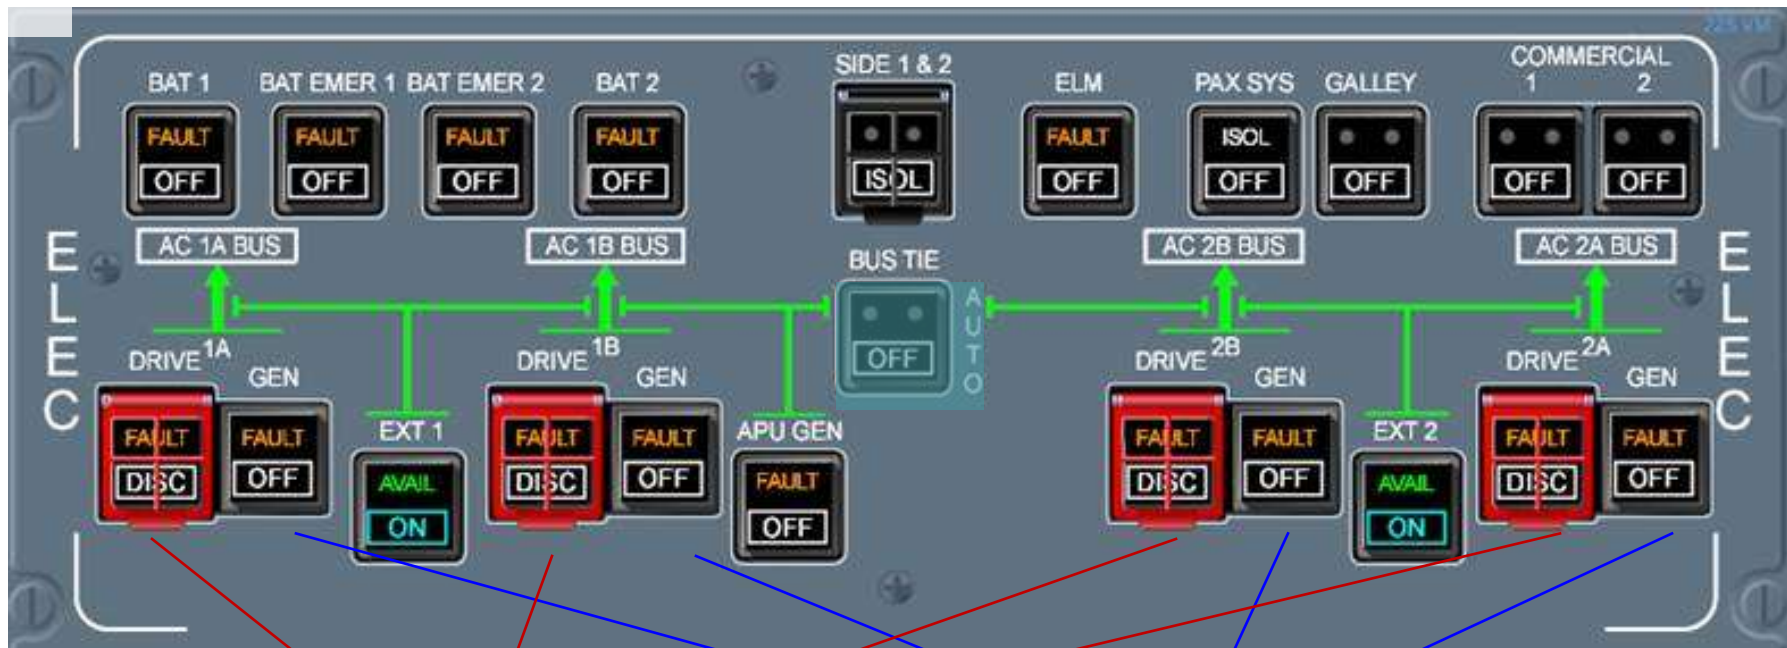 225 VM
BAT 1
BAT EMER 1
BAT EMER 2
BAT 2
SIDE 1 & 2
ELM
PAX SYS
GALLEY
COMMERCIAL
1
2
FAULT
OFF
FAULT
OFF
FAULT
OFF
FAULT
OFF
ISOL
FAULT
OFF
ISOL
OFF
OFF
OFF
OFF
ELEC
AC 1A BUS
AC 1B BUS
BUS TIE
AC 2B BUS
AC 2A BUS
ELEC
OFF
AUTO
1A
1B
2B
2A
DRIVE
GEN
DRIVE
GEN
DRIVE
GEN
DRIVE
GEN
FAULT
DISC
FAULT
OFF
EXT 1
AVAIL
ON
FAULT
DISC
FAULT
OFF
APU GEN
FAULT
OFF
FAULT
DISC
FAULT
OFF
EXT 2
AVAIL
ON
FAULT
DISC
FAULT
OFF